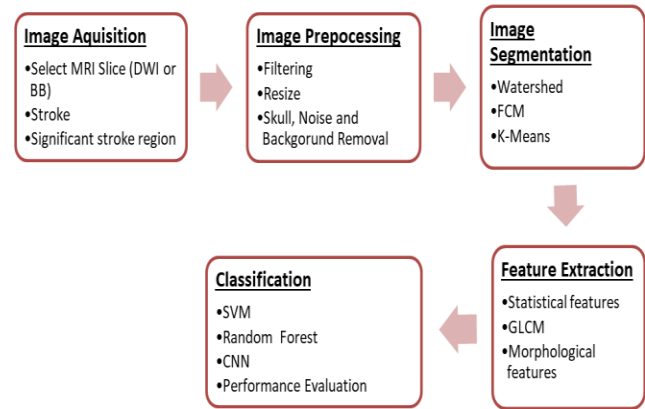 Image Aquisition
•Select MRI Slice (DWI or
BB)
•Stroke
•Significant stroke region
Image Prepocessing
•Filtering
•Resize
•Skull, Noise and
Backgorund Removal
Image
Segmentation
•Watershed
•FCM
•K-Means
Feature Extraction
•Statistical features
•GLCM
•Morphological
features
Classification
•SVM
•Random Forest
•CNN
•Performance Evaluation